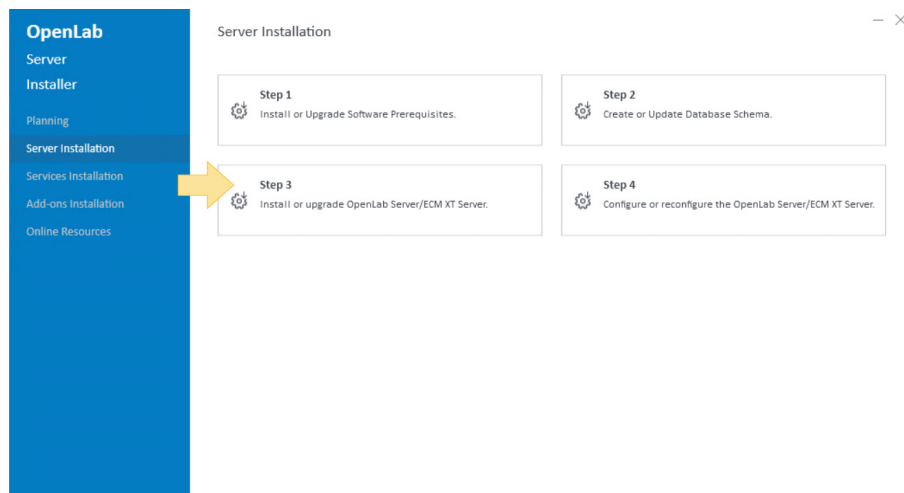 OpenLab
Server
Installer
Planning
Server Installation
Services Installation
Add-ons Installation
Online Resources
Server Installation
Step 1
Install or Upgrade Software Prerequisites.
Step 2
Create or Update Database Schema.
Step 3
Install or upgrade OpenLab Server/ECM XT Server.
Step 4
Configure or reconfigure the OpenLab Server/ECM XT Server.